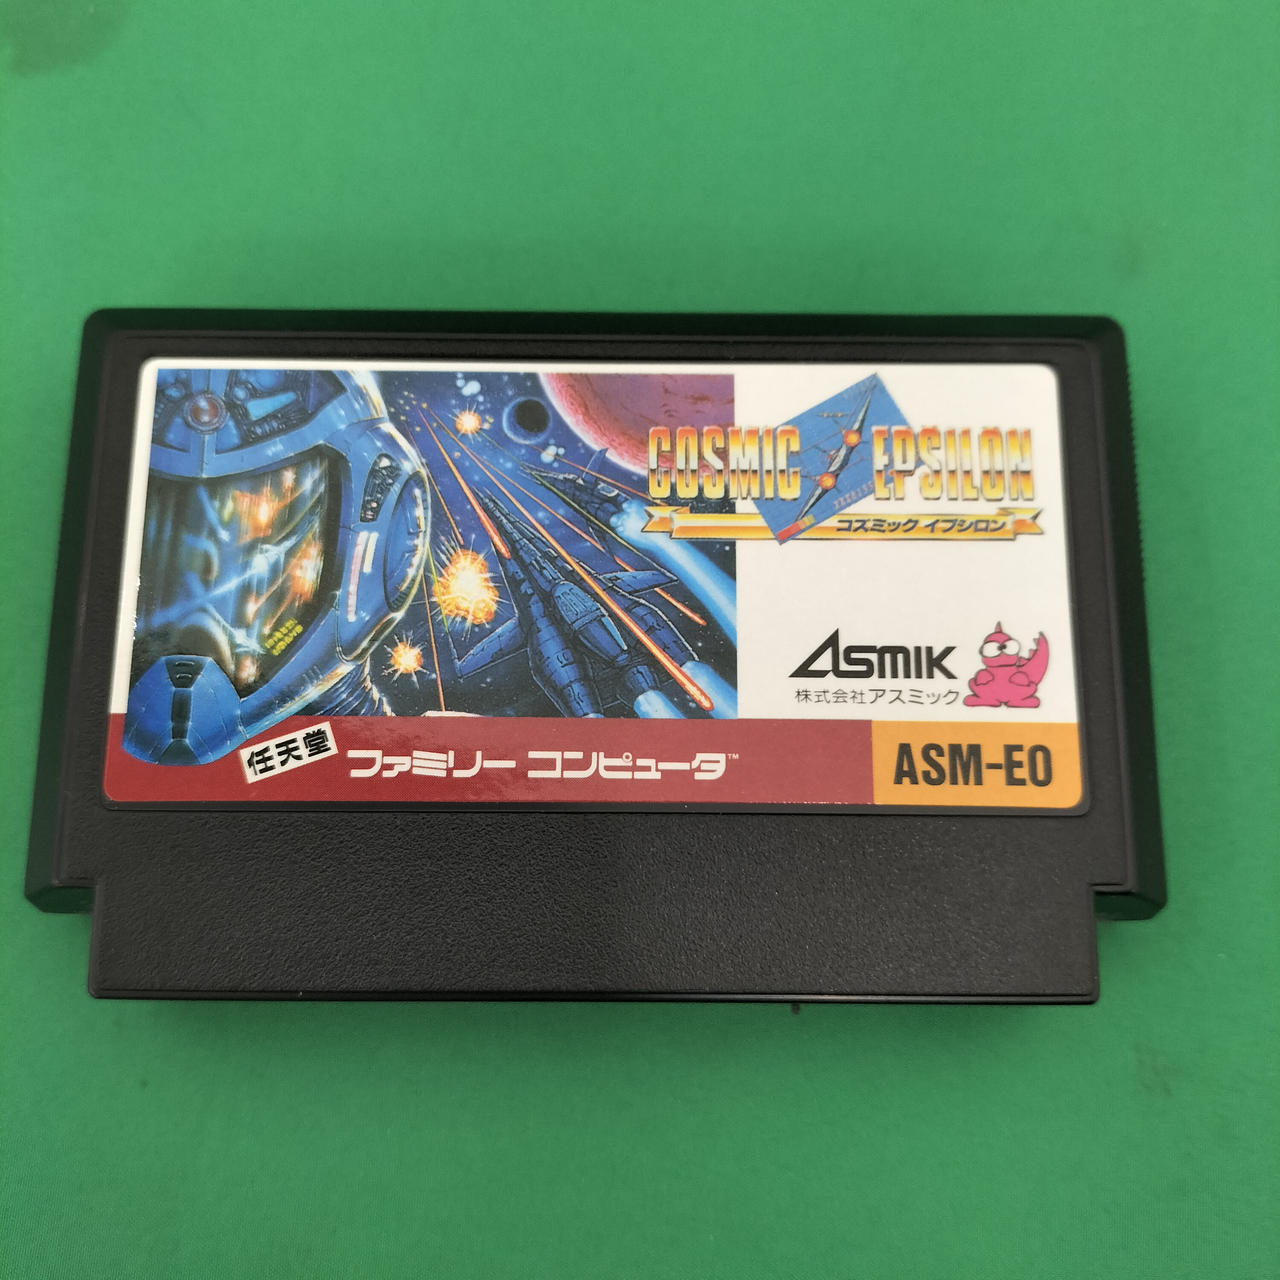 COSMIC EPSILON
コズミック イプシロン
ASMIK
株式会社アスミック
任天堂 ファミリー コンピュータ™
ASM-EO